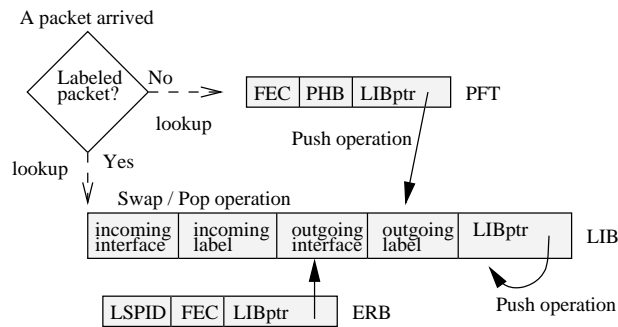 A packet arrived
Labeled
packet?
No
lookup
FEC PHB LIBptr
PFT
Push operation
lookup
Yes
Swap / Pop operation
incoming interface
incoming label
outgoing interface
outgoing label
LIBptr
LIB
Push operation
LSPID FEC LIBptr
ERB